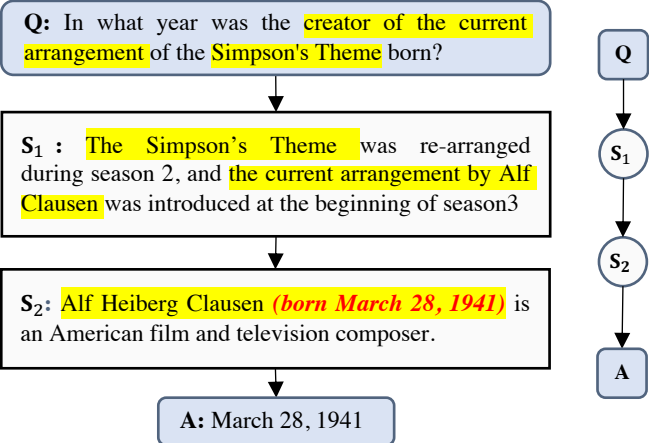 Q: In what year was the creator of the current
arrangement of the Simpson's Theme born?
Q
S₁ : The Simpson’s Theme was re-arranged
during season 2, and the current arrangement by Alf
Clausen was introduced at the beginning of season3
S₁
S₂: Alf Heiberg Clausen (born March 28, 1941) is
an American film and television composer.
S₂
A: March 28, 1941
A